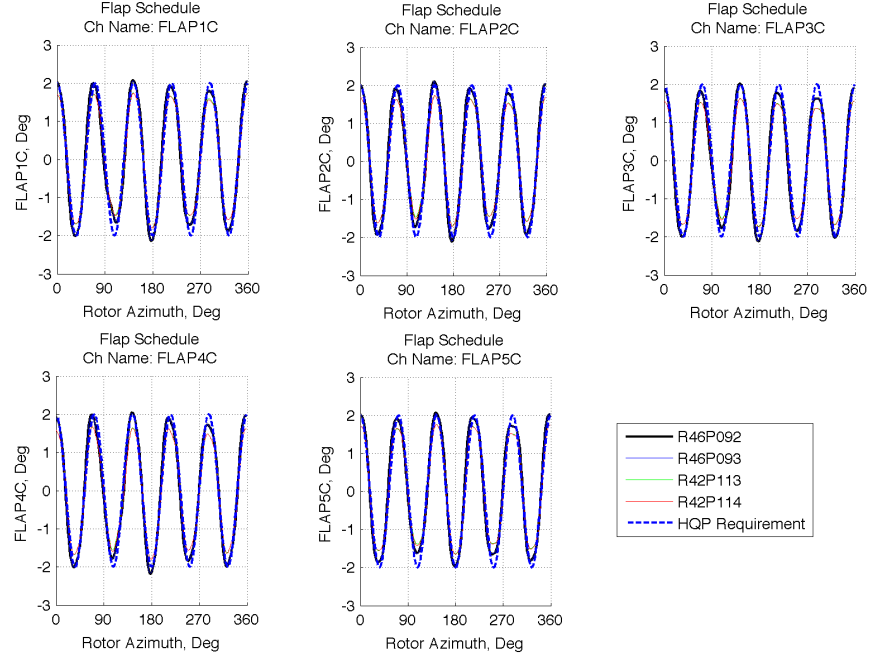 Flap Schedule
Ch Name: FLAP1C
3
2
1
0
-1
-2
-3
FLAP1C, Deg
0
90
180
270
360
Rotor Azimuth, Deg
Flap Schedule
Ch Name: FLAP2C
3
2
1
0
-1
-2
-3
FLAP2C, Deg
0
90
180
270
360
Rotor Azimuth, Deg
Flap Schedule
Ch Name: FLAP3C
3
2
1
0
-1
-2
-3
FLAP3C, Deg
0
90
180
270
360
Rotor Azimuth, Deg
Flap Schedule
Ch Name: FLAP4C
3
2
1
0
-1
-2
-3
FLAP4C, Deg
0
90
180
270
360
Rotor Azimuth, Deg
Flap Schedule
Ch Name: FLAP5C
3
2
1
0
-1
-2
-3
FLAP5C, Deg
0
90
180
270
360
Rotor Azimuth, Deg
R46P092
R46P093
R42P113
R42P114
HQP Requirement